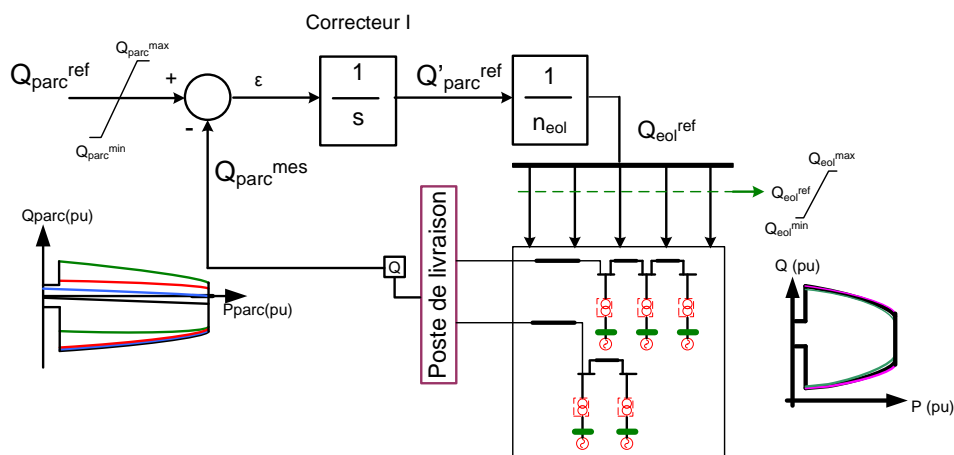 Correcteur I
Q_parc^max
Q_parc^ref
+
-
Q_parc^min
ε
1
s
Q'_parc^ref
1
n_eol
Q_eol^ref
Q_parc^mes
Q_eol^max
Q_eol^ref
Q_eol^min
Qparc(pu)
Pparc(pu)
Q
Poste de livraison
Q (pu)
P (pu)